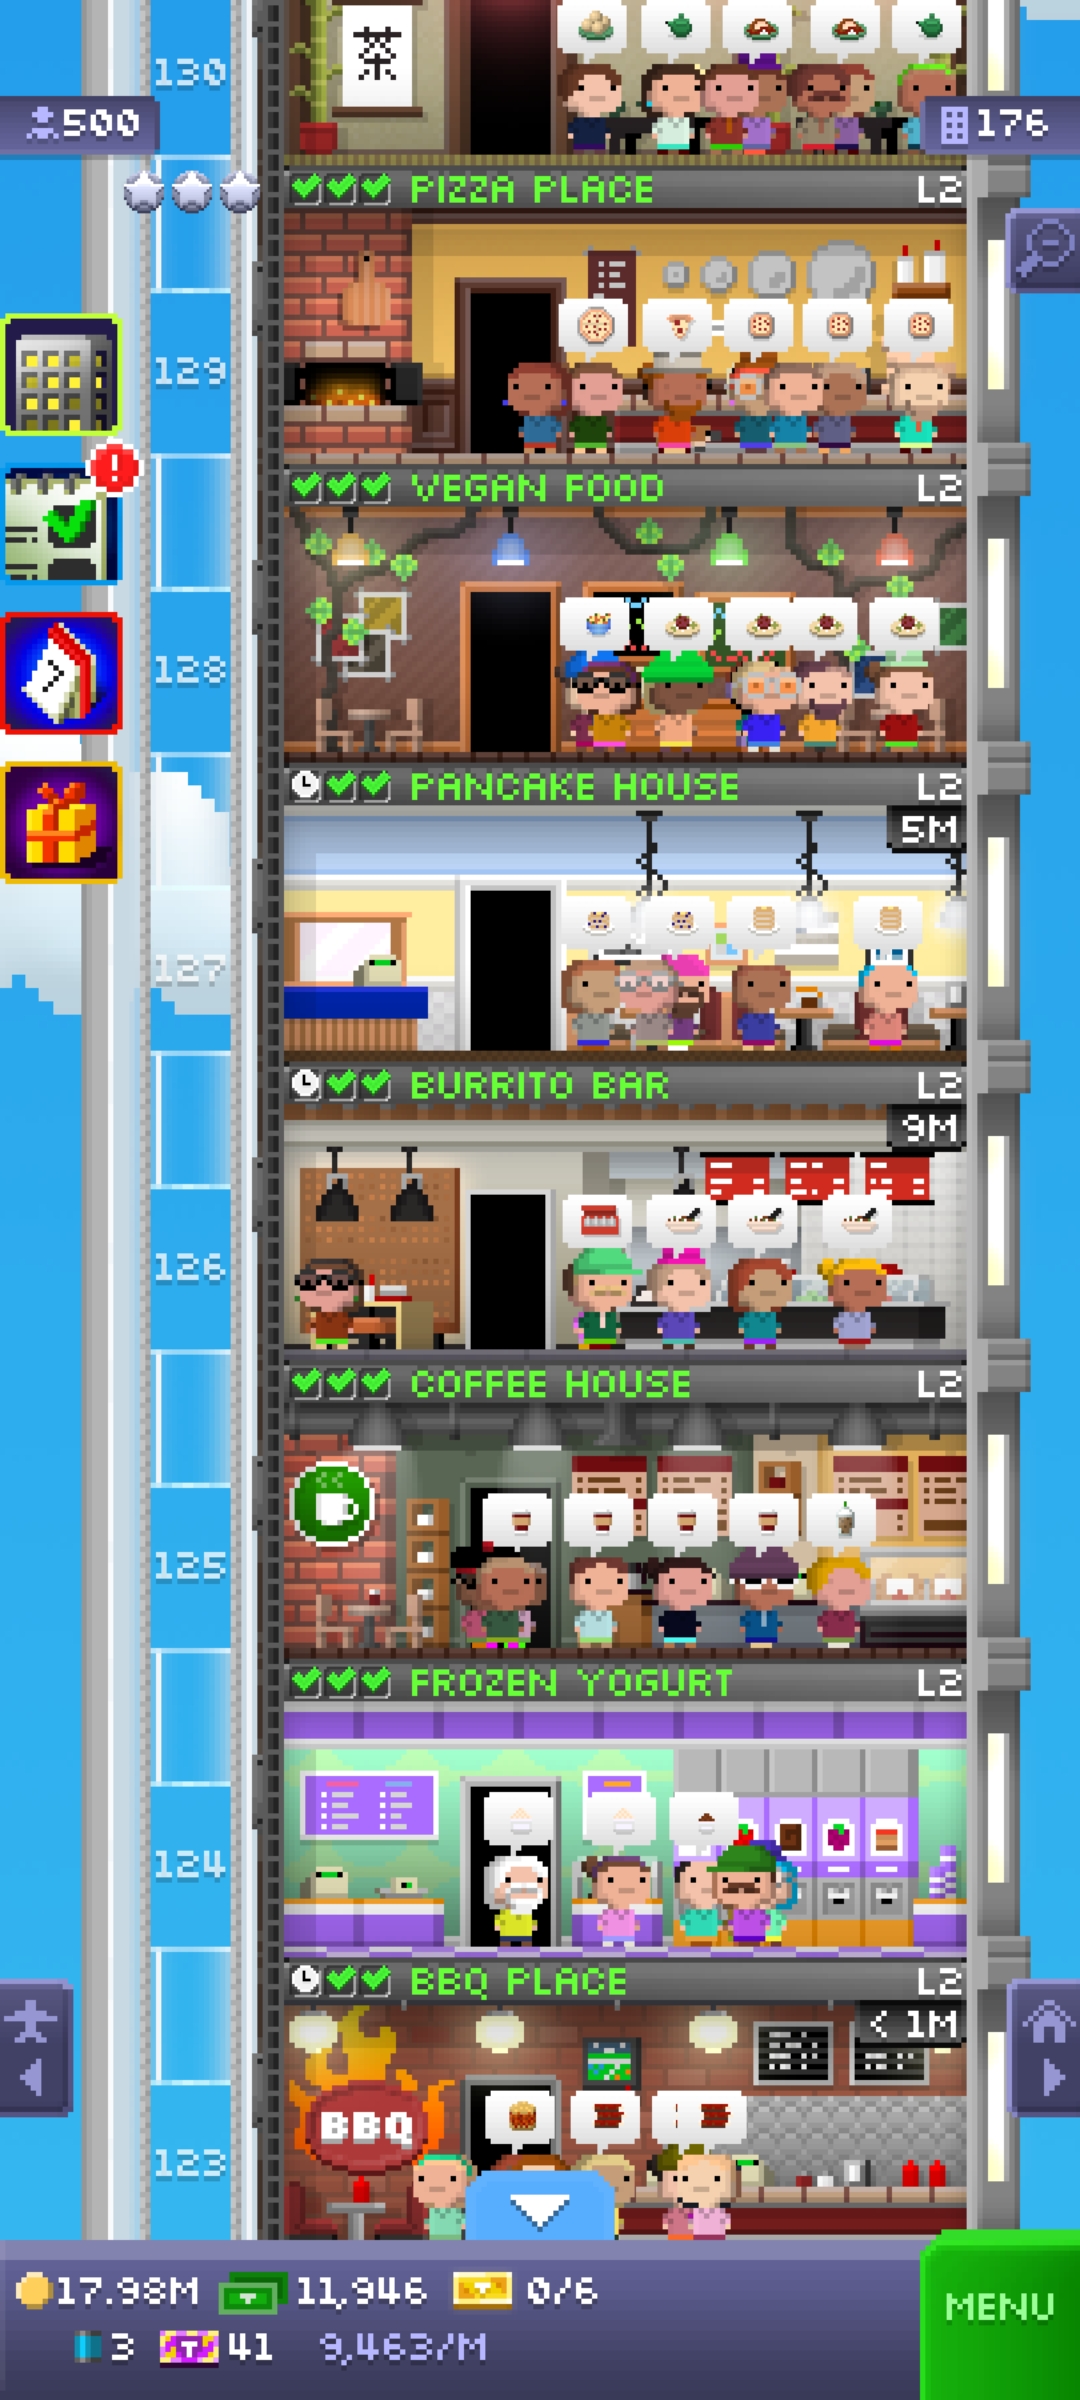 130
茶
500
176
PIZZA PLACE L2
129
VEGAN FOOD L2
128
PANCAKE HOUSE L2
5M
127
BURRITO BAR L2
9M
126
COFFEE HOUSE L2
125
FROZEN YOGURT L2
124
BBQ PLACE L2
< 1M
BBQ
123
17.98M 11,946 0/6
MENU
3 41 9,463/M